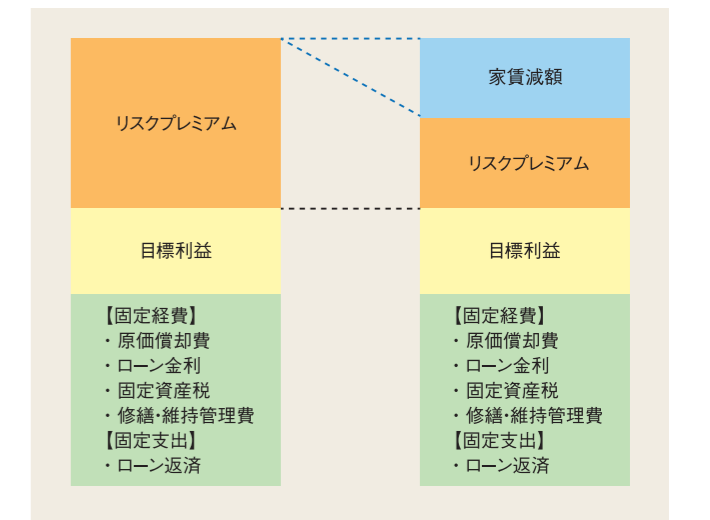 リスクプレミアム
目標利益
【固定経費】
・原価償却費
・ローン金利
・固定資産税
・修繕・維持管理費
【固定支出】
・ローン返済
家賃減額
リスクプレミアム
目標利益
【固定経費】
・原価償却費
・ローン金利
・固定資産税
・修繕・維持管理費
【固定支出】
・ローン返済